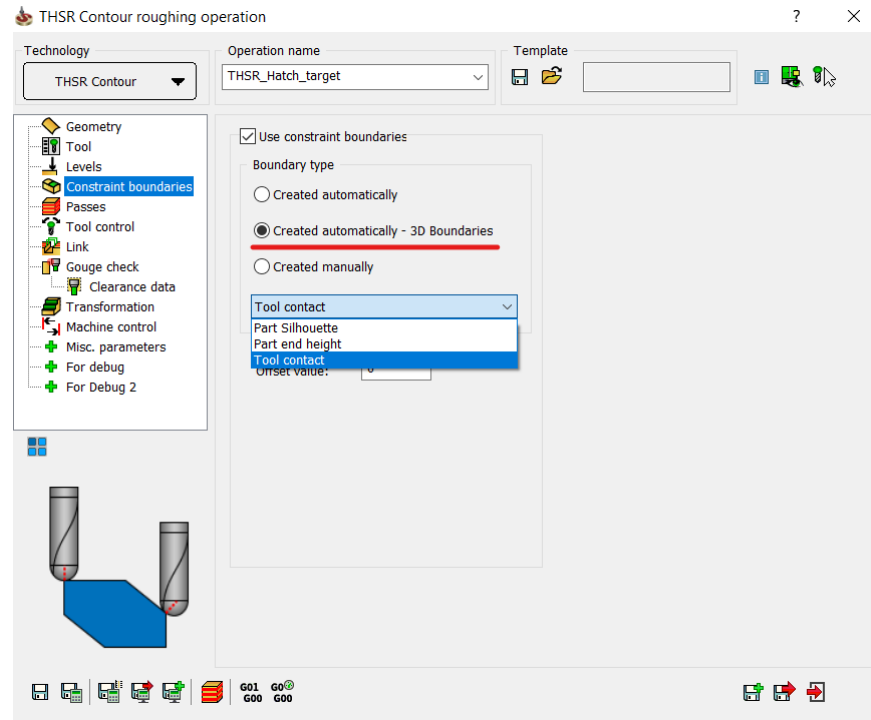 THSR Contour roughing operation
?
Technology
Operation name
Template
THSR Contour
THSR_Hatch_target
Geometry
Tool
Levels
Constraint boundaries
Passes
Tool control
Link
Gouge check
Clearance data
Transformation
Machine control
Misc. parameters
For debug
For Debug 2
Use constraint boundaries
Boundary type
Created automatically
Created automatically - 3D Boundaries
Created manually
Tool contact
Part Silhouette
Part end height
Tool contact
Offset value:
0
G01 G0
G00 G00